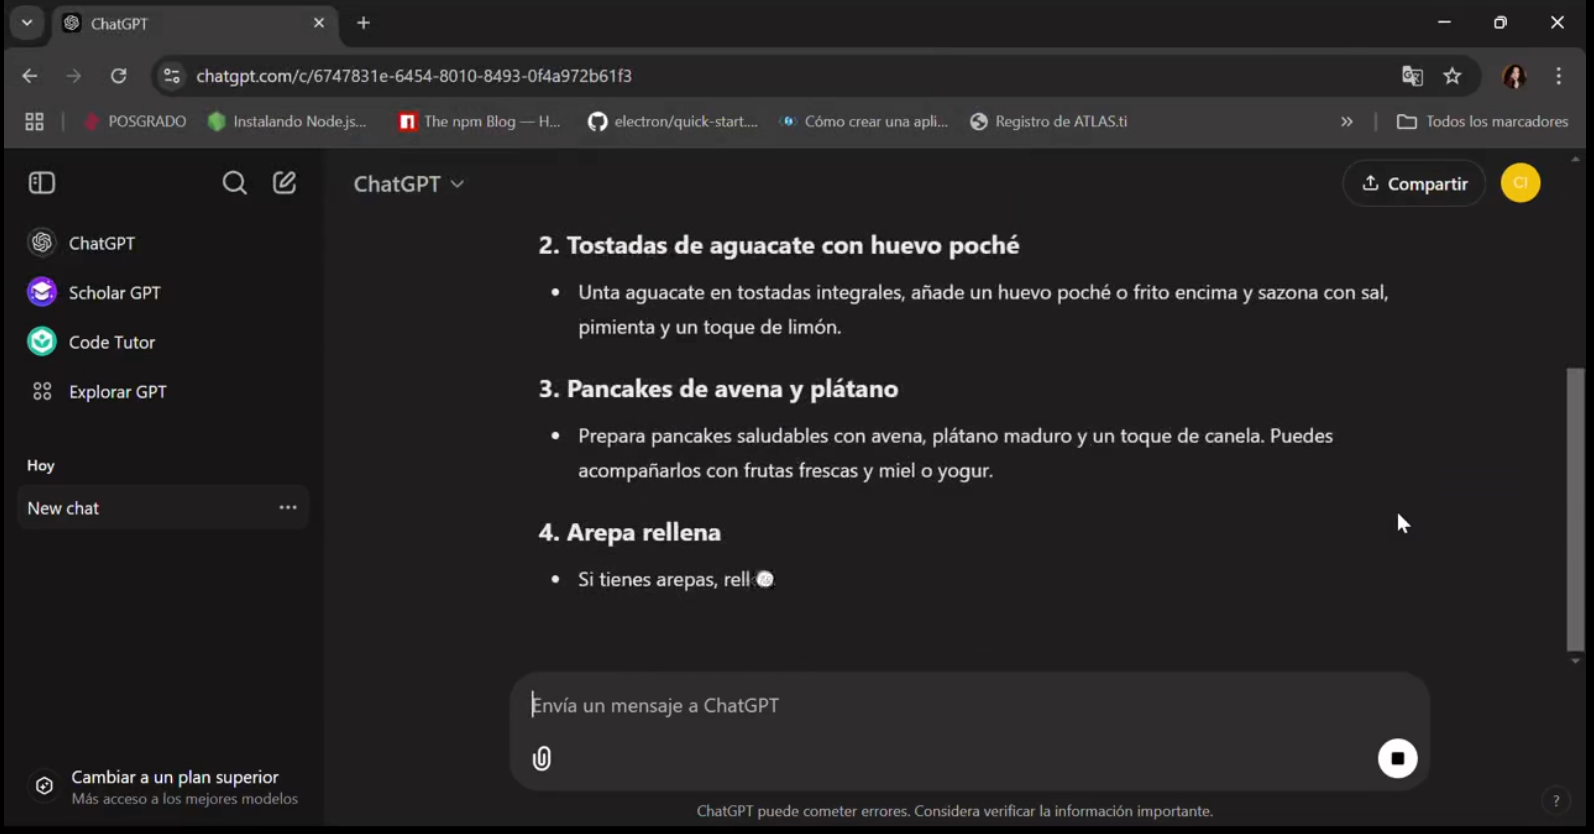 ChatGPT
chatgpt.com/c/6747831e-6454-8010-8493-0f4a972b61f3
POSGRADO
Instalando Node.js...
The npm Blog — H...
electron/quick-start....
Cómo crear una apli...
Registro de ATLAS.ti
Todos los marcadores
ChatGPT
Compartir
CI
ChatGPT
Scholar GPT
Code Tutor
Explorar GPT
Hoy
New chat
2. Tostadas de aguacate con huevo poché
• Unta aguacate en tostadas integrales, añade un huevo poché o frito encima y sazona con sal,
pimienta y un toque de limón.
3. Pancakes de avena y plátano
• Prepara pancakes saludables con avena, plátano maduro y un toque de canela. Puedes
acompañarlos con frutas frescas y miel o yogur.
4. Arepa rellena
• Si tienes arepas, rell
Envía un mensaje a ChatGPT
Cambiar a un plan superior
Más acceso a los mejores modelos
ChatGPT puede cometer errores. Considera verificar la información importante.
?